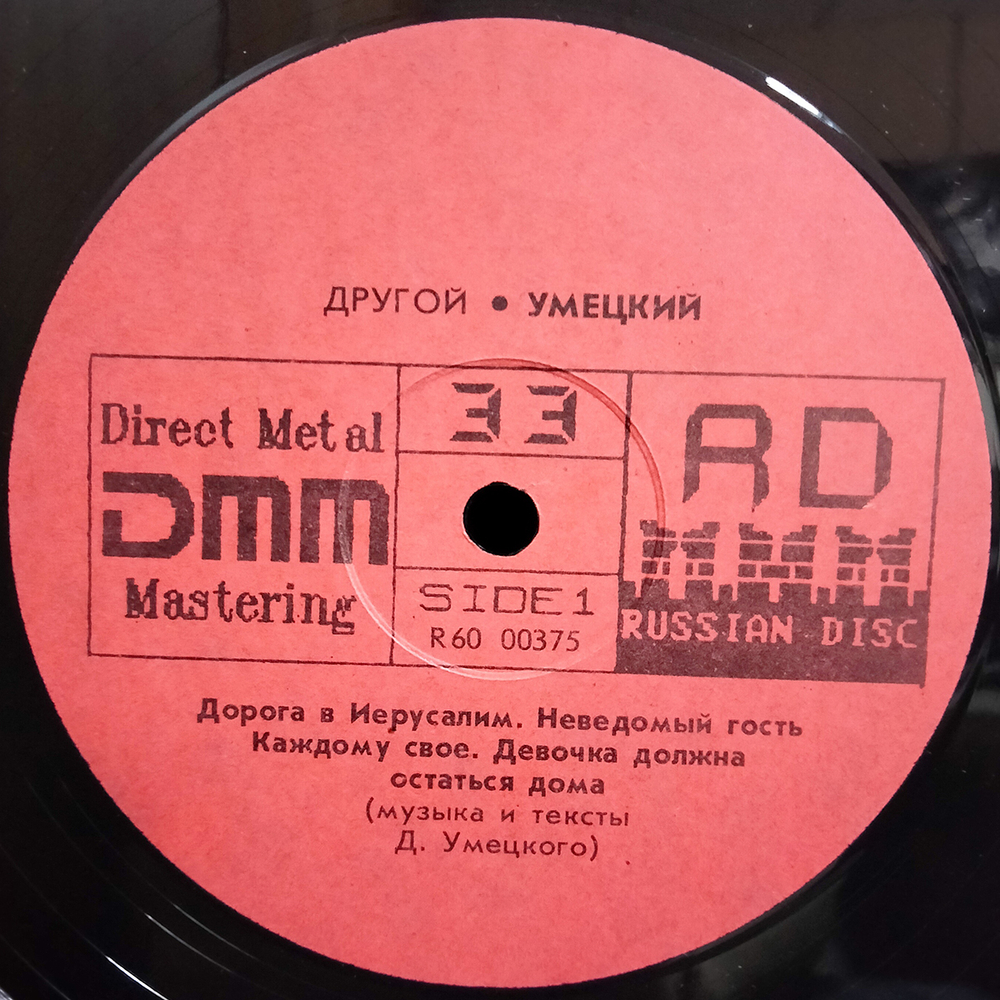 ДРУГОЙ • УМЕЦКИЙ
Direct Metal
DMM
Mastering
33
SIDE 1
R60 00375
RD
RUSSIAN DISC
Дорога в Иерусалим. Неведомый гость
Каждому свое. Девочка должна
остаться дома
(музыка и тексты
Д. Умецкого)